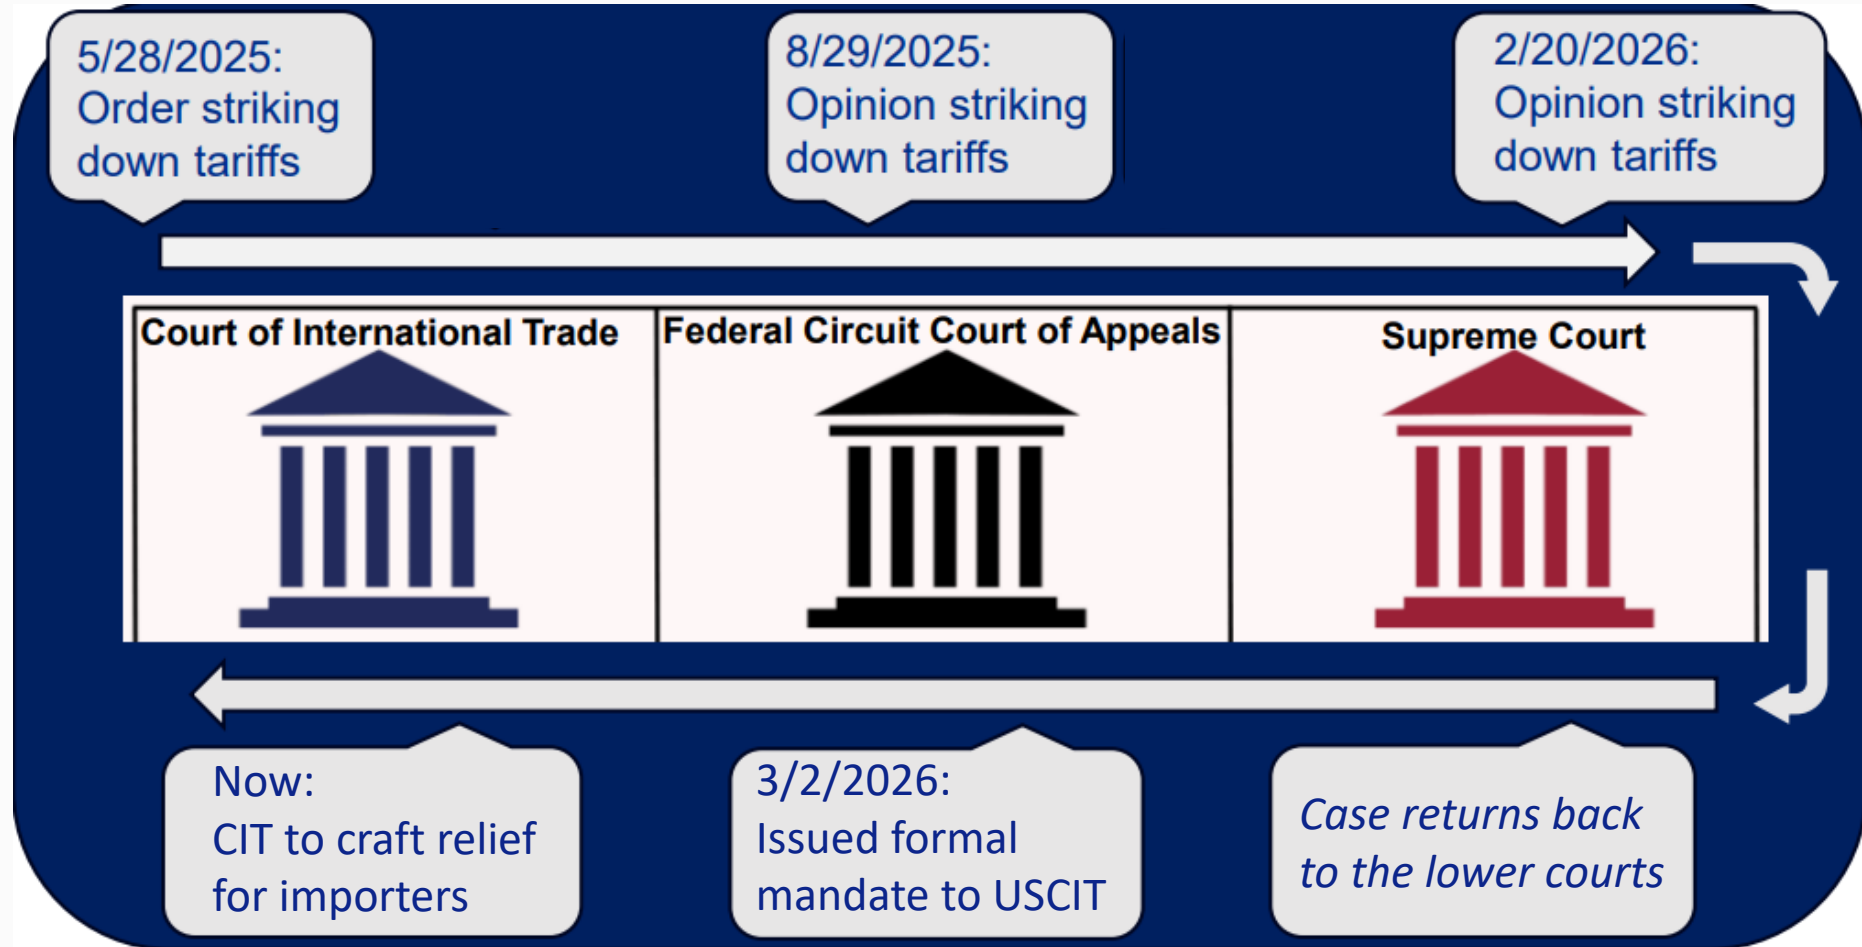 5/28/2025:
Order striking
down tariffs
8/29/2025:
Opinion striking
down tariffs
2/20/2026:
Opinion striking
down tariffs
Court of International Trade
Federal Circuit Court of Appeals
Supreme Court
Now:
CIT to craft relief
for importers
3/2/2026:
Issued formal
mandate to USCIT
Case returns back
to the lower courts